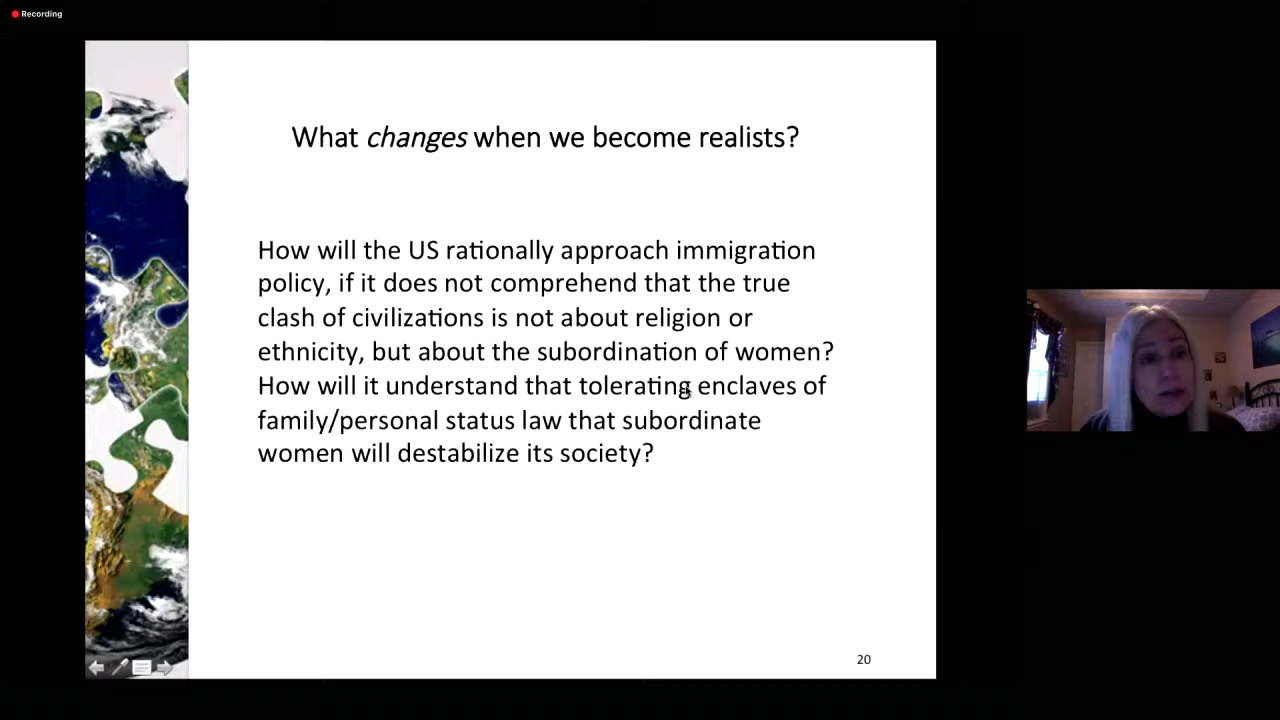 Recording
What changes when we become realists?
How will the US rationally approach immigration
policy, if it does not comprehend that the true
clash of civilizations is not about religion or
ethnicity, but about the subordination of women?
How will it understand that tolerating enclaves of
family/personal status law that subordinate
women will destabilize its society?
20